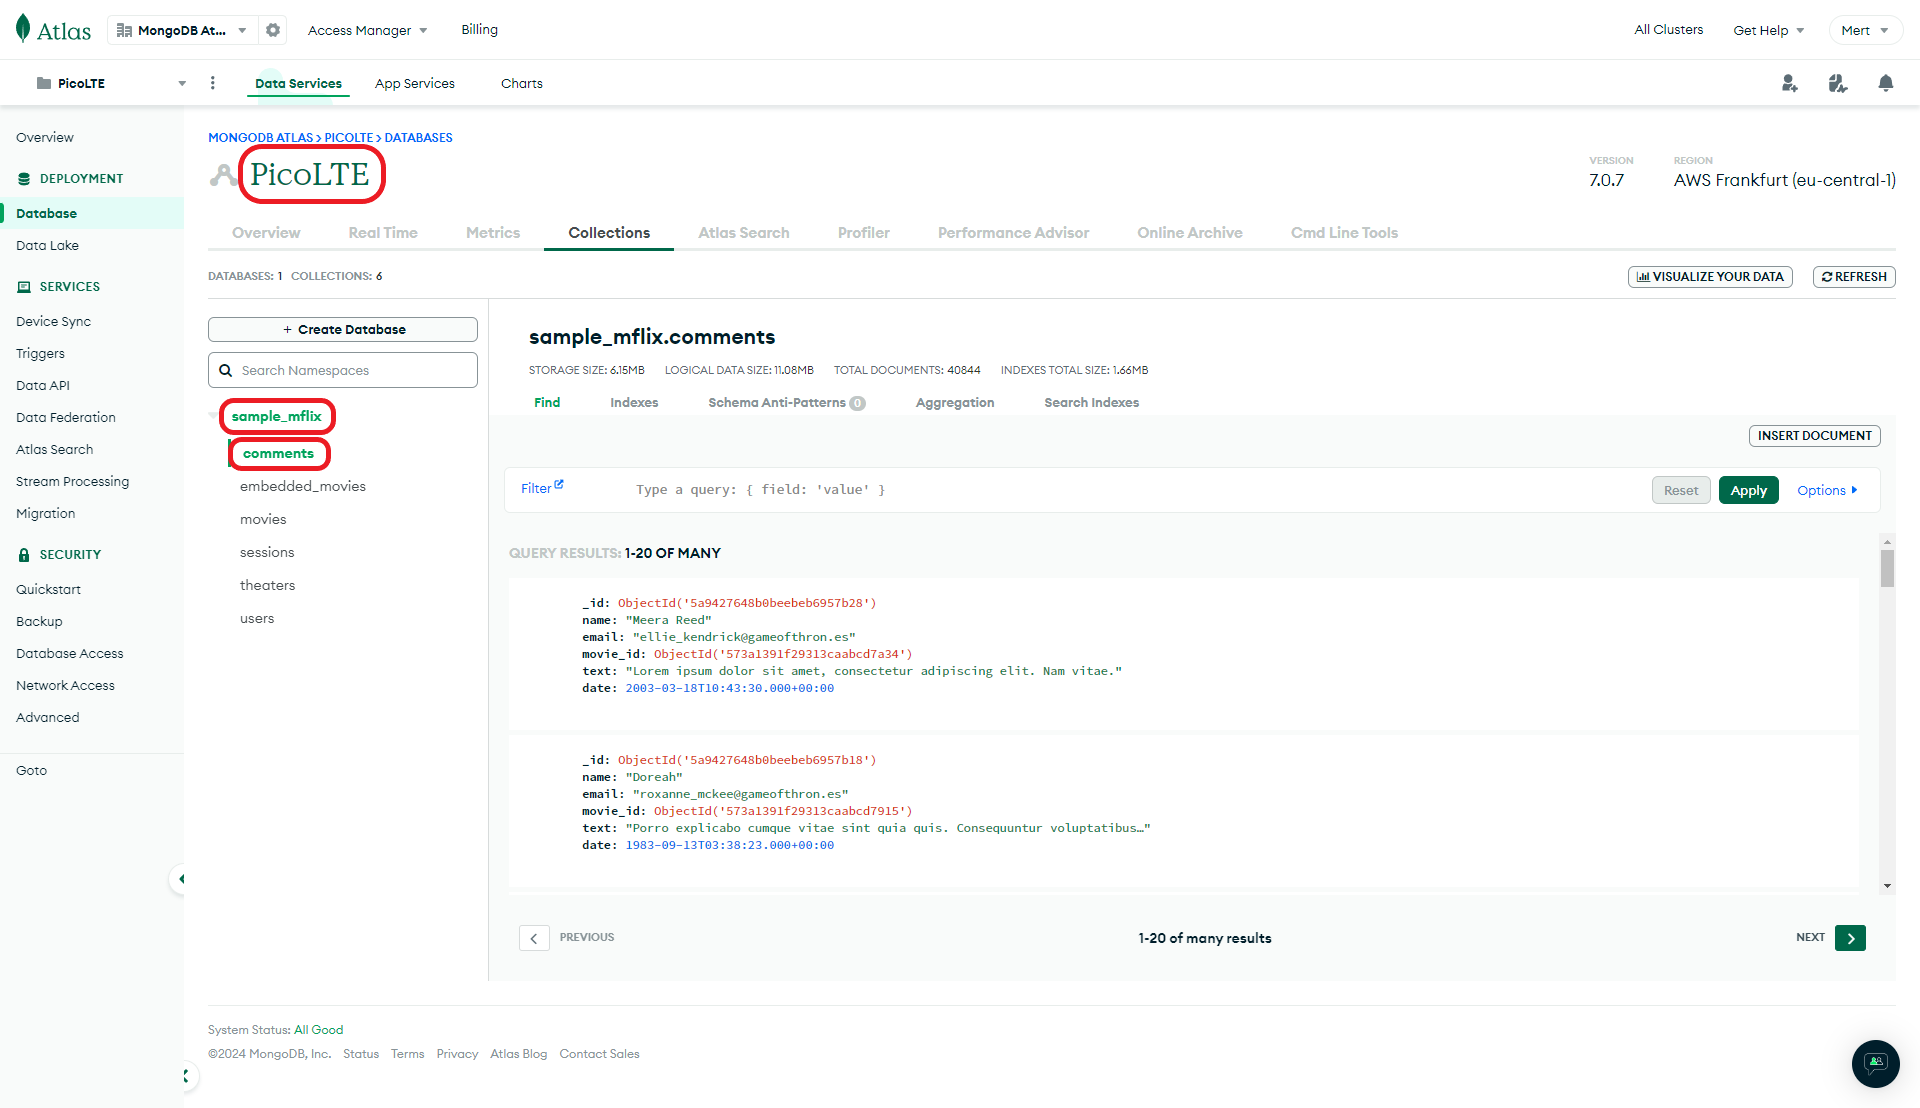 Atlas
MongoDB At...
Access Manager
Billing
All Clusters
Get Help
Mert
PicoLTE
Data Services
App Services
Charts
Overview
DEPLOYMENT
Database
Data Lake
SERVICES
Device Sync
Triggers
Data API
Data Federation
Atlas Search
Stream Processing
Migration
SECURITY
Quickstart
Backup
Database Access
Network Access
Advanced
Goto
MONGODB ATLAS > PICOLTE > DATABASES
PicoLTE
VERSION
7.0.7
REGION
AWS Frankfurt (eu-central-1)
Overview Real Time Metrics Collections Atlas Search Profiler Performance Advisor Online Archive Cmd Line Tools
DATABASES: 1 COLLECTIONS: 6
VISUALIZE YOUR DATA
REFRESH
+ Create Database
Search Namespaces
sample_mflix
comments
embedded_movies
movies
sessions
theaters
users
sample_mflix.comments
STORAGE SIZE: 6.15MB LOGICAL DATA SIZE: 11.08MB TOTAL DOCUMENTS: 40844 INDEXES TOTAL SIZE: 1.66MB
Find Indexes Schema Anti-Patterns 0 Aggregation Search Indexes
INSERT DOCUMENT
Filter
Type a query: { field: 'value' }
Reset
Apply
Options
QUERY RESULTS: 1-20 OF MANY
_id: ObjectId('5a9427648b0beebeb6957b28')
name: "Meera Reed"
email: "ellie_kendrick@gameofthron.es"
movie_id: ObjectId('573a1391f29313caabcd7a34')
text: "Lorem ipsum dolor sit amet, consectetur adipiscing elit. Nam vitae."
date: 2003-03-18T10:43:30.000+00:00
_id: ObjectId('5a9427648b0beebeb6957b18')
name: "Doreah"
email: "roxanne_mckee@gameofthron.es"
movie_id: ObjectId('573a1391f29313caabcd7915')
text: "Porro explicabo cumque vitae sint quia quis. Consequuntur voluptatibus…"
date: 1983-09-13T03:38:23.000+00:00
PREVIOUS
1-20 of many results
NEXT
System Status: All Good
©2024 MongoDB, Inc. Status Terms Privacy Atlas Blog Contact Sales